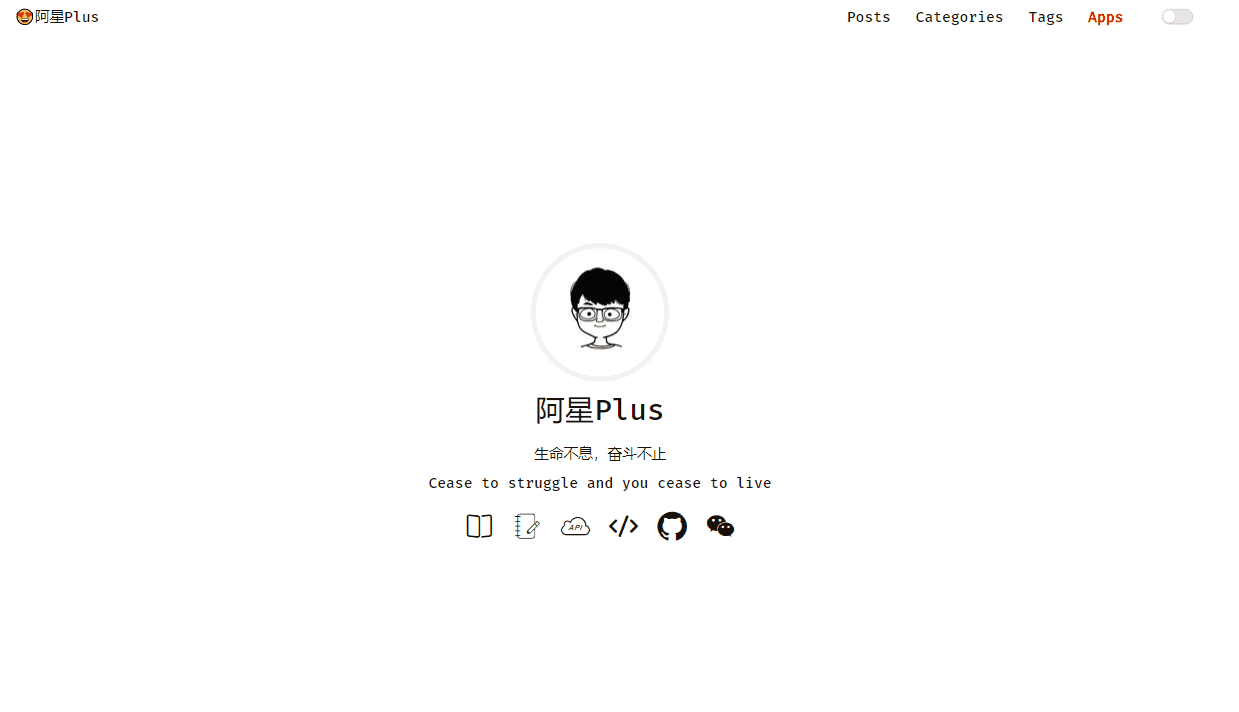 🤩阿星Plus
Posts Categories Tags Apps
阿星Plus
生命不息，奋斗不止
Cease to struggle and you cease to live
API